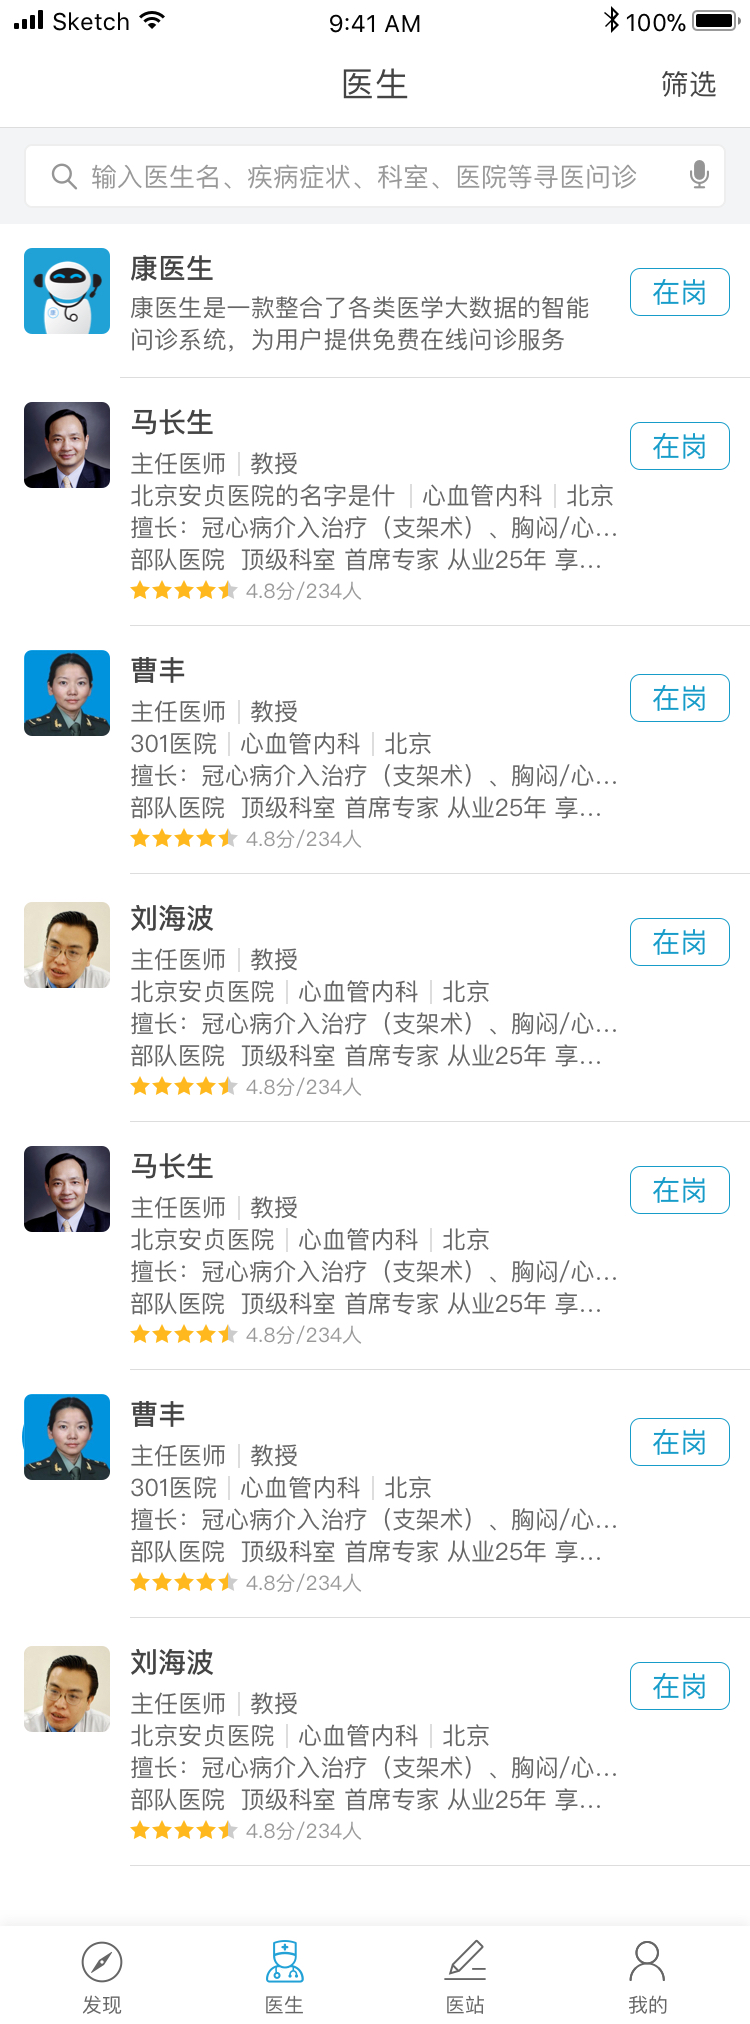 Sketch 9:41 AM 100%
医生 筛选
输入医生名、疾病症状、科室、医院等寻医问诊
康医生
在岗
康医生是一款整合了各类医学大数据的智能
问诊系统，为用户提供免费在线问诊服务
马长生
在岗
主任医师 | 教授
北京安贞医院的名字是什 | 心血管内科 | 北京
擅长：冠心病介入治疗（支架术）、胸闷/心...
部队医院 顶级科室 首席专家 从业25年 享...
4.8分/234人
曹丰
在岗
主任医师 | 教授
301医院 | 心血管内科 | 北京
擅长：冠心病介入治疗（支架术）、胸闷/心...
部队医院 顶级科室 首席专家 从业25年 享...
4.8分/234人
刘海波
在岗
主任医师 | 教授
北京安贞医院 | 心血管内科 | 北京
擅长：冠心病介入治疗（支架术）、胸闷/心...
部队医院 顶级科室 首席专家 从业25年 享...
4.8分/234人
马长生
在岗
主任医师 | 教授
北京安贞医院 | 心血管内科 | 北京
擅长：冠心病介入治疗（支架术）、胸闷/心...
部队医院 顶级科室 首席专家 从业25年 享...
4.8分/234人
曹丰
在岗
主任医师 | 教授
301医院 | 心血管内科 | 北京
擅长：冠心病介入治疗（支架术）、胸闷/心...
部队医院 顶级科室 首席专家 从业25年 享...
4.8分/234人
刘海波
在岗
主任医师 | 教授
北京安贞医院 | 心血管内科 | 北京
擅长：冠心病介入治疗（支架术）、胸闷/心...
部队医院 顶级科室 首席专家 从业25年 享...
4.8分/234人
发现 医生 医站 我的